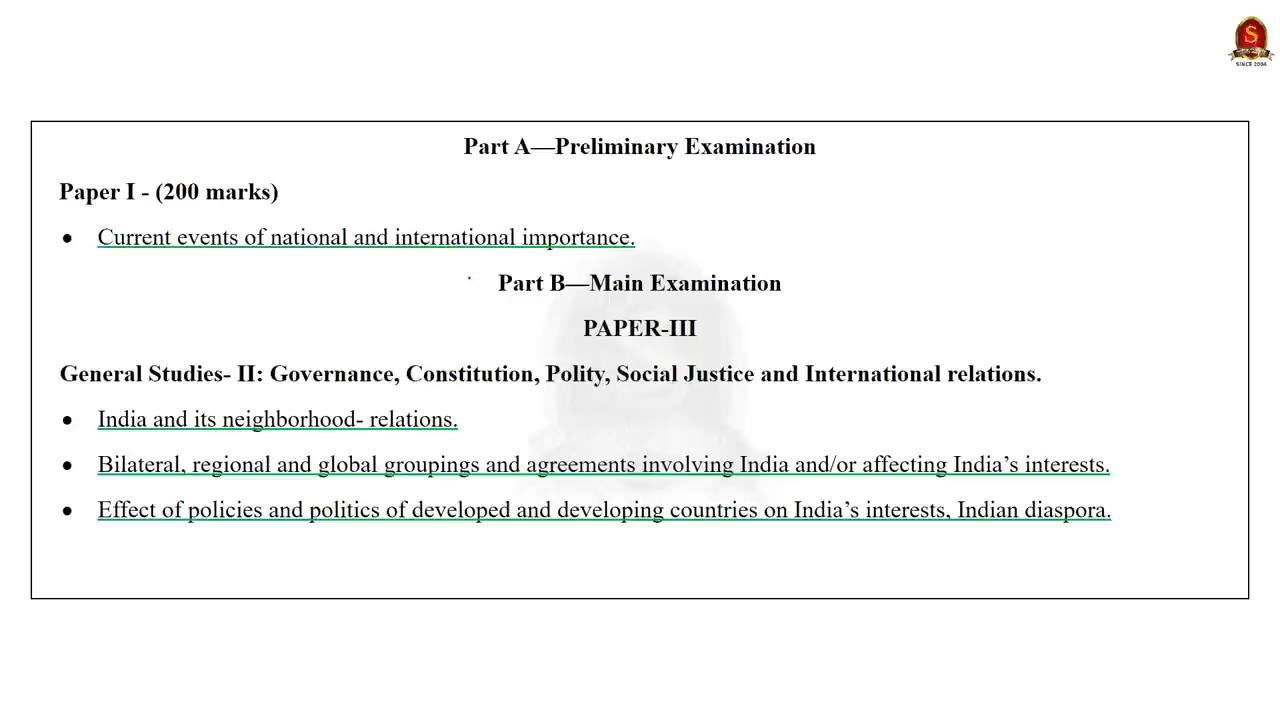 S
SINCE 2004
Part A—Preliminary Examination
Paper I - (200 marks)
● Current events of national and international importance.
Part B—Main Examination
PAPER-III
General Studies- II: Governance, Constitution, Polity, Social Justice and International relations.
● India and its neighborhood- relations.
● Bilateral, regional and global groupings and agreements involving India and/or affecting India’s interests.
● Effect of policies and politics of developed and developing countries on India’s interests, Indian diaspora.